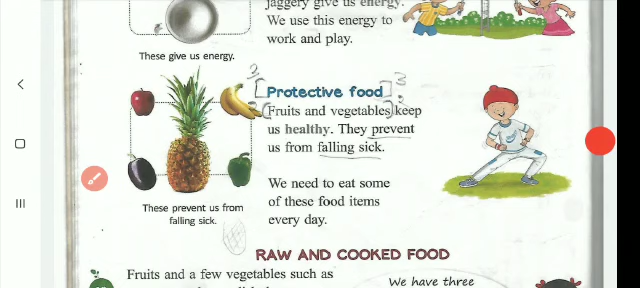 jaggery give us energy.
We use this energy to
work and play.
These give us energy.
Protective food
Fruits and vegetables keep
us healthy. They prevent
us from falling sick.
We need to eat some
of these food items
every day.
These prevent us from
falling sick.
RAW AND COOKED FOOD
Fruits and a few vegetables such as
We have three